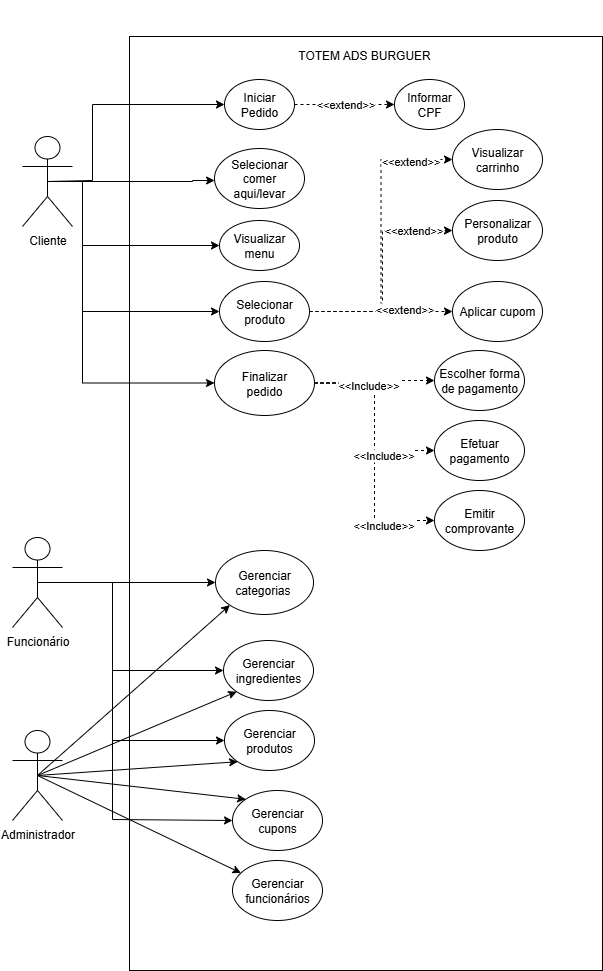 TOTEM ADS BURGUER
Iniciar
Pedido
<<extend>>
Informar
CPF
Cliente
Selecionar
comer
aqui/levar
<<extend>>
Visualizar
carrinho
Visualizar
menu
<<extend>>
Personalizar
produto
Selecionar
produto
<<extend>>
Aplicar cupom
Finalizar
pedido
<<Include>>
Escolher forma
de pagamento
<<Include>>
Efetuar
pagamento
<<Include>>
Emitir
comprovante
Funcionário
Gerenciar
categorias
Gerenciar
ingredientes
Gerenciar
produtos
Administrador
Gerenciar
cupons
Gerenciar
funcionários